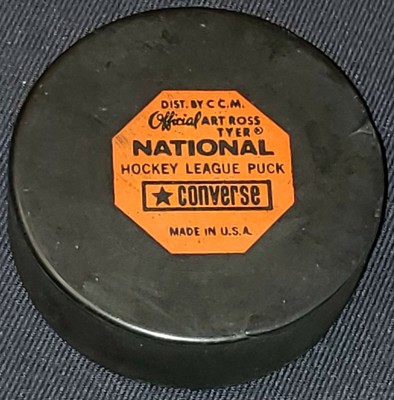 DIST. BY C C.M.
Official ART ROSS
TYER®
NATIONAL
HOCKEY LEAGUE PUCK
★ CONVERSE
MADE IN U.S.A.